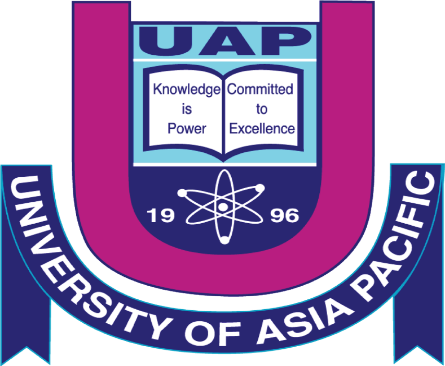 UAP
Knowledge
is
Power
Committed
to
Excellence
19 96
UNIVERSITY OF ASIA PACIFIC